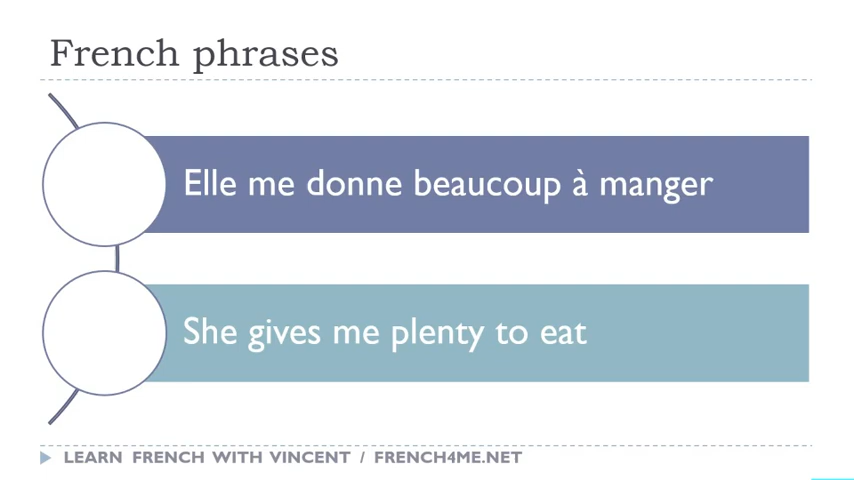 French phrases
Elle me donne beaucoup à manger
She gives me plenty to eat
LEARN FRENCH WITH VINCENT / FRENCH4ME.NET